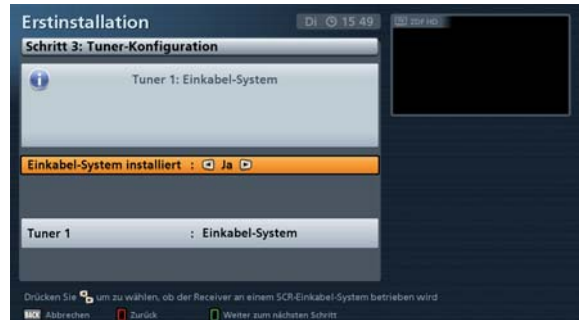 Erstinstallation
Di 15 49
ZDF HD
Schritt 3: Tuner-Konfiguration
Tuner 1: Einkabel-System
Einkabel-System installiert : Ja
Tuner 1 : Einkabel-System
Drücken Sie um zu wählen, ob der Receiver an einem SCR-Einkabel-System betrieben wird
BACK Abbrechen Zurück Weiter zum nächsten Schritt